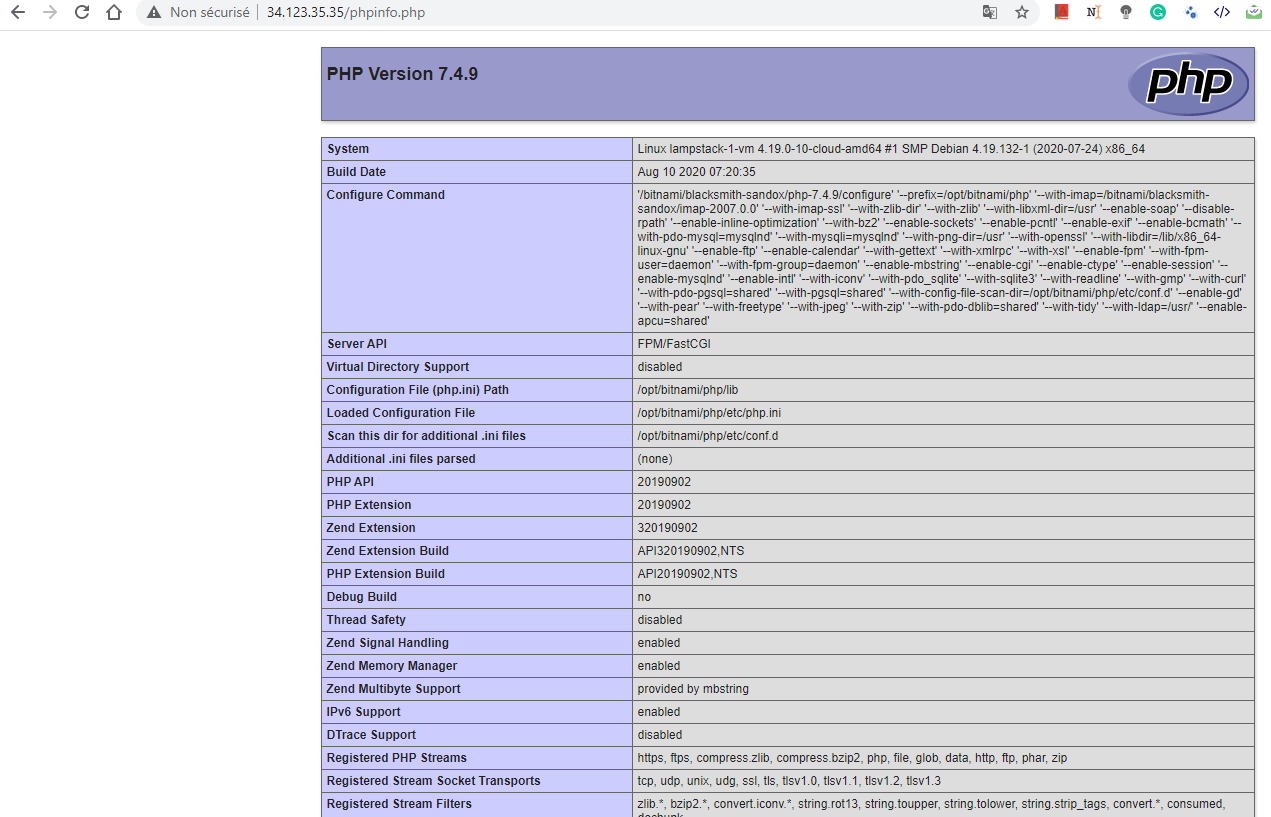 Non sécurisé | 34.123.35.35/phpinfo.php
PHP Version 7.4.9
php
System Linux lampstack-1-vm 4.19.0-10-cloud-amd64 #1 SMP Debian 4.19.132-1 (2020-07-24) x86_64
Build Date Aug 10 2020 07:20:35
Configure Command '/bitnami/blacksmith-sandox/php-7.4.9/configure' '--prefix=/opt/bitnami/php' '--with-imap=/bitnami/blacksmith-
sandox/imap-2007.0.0' '--with-imap-ssl' '--with-zlib-dir' '--with-zlib' '--with-libxml-dir=/usr' '--enable-soap' '--disable-
rpath' '--enable-inline-optimization' '--with-bz2' '--enable-sockets' '--enable-pcntl' '--enable-exif' '--enable-bcmath' '--
with-pdo-mysql=mysqlnd' '--with-mysqli=mysqlnd' '--with-png-dir=/usr' '--with-openssl' '--with-libdir=/lib/x86_64-
linux-gnu' '--enable-ftp' '--enable-calendar' '--with-gettext' '--with-xmlrpc' '--with-xsl' '--enable-fpm' '--with-fpm-
user=daemon' '--with-fpm-group=daemon' '--enable-mbstring' '--enable-cgi' '--enable-ctype' '--enable-session' '--
enable-mysqlnd' '--enable-intl' '--with-iconv' '--with-pdo_sqlite' '--with-sqlite3' '--with-readline' '--with-gmp' '--with-curl'
'--with-pdo-pgsql=shared' '--with-pgsql=shared' '--with-config-file-scan-dir=/opt/bitnami/php/etc/conf.d' '--enable-gd'
'--with-pear' '--with-freetype' '--with-jpeg' '--with-zip' '--with-pdo-dblib=shared' '--with-tidy' '--with-ldap=/usr/' '--enable-
apcu=shared'
Server API FPM/FastCGI
Virtual Directory Support disabled
Configuration File (php.ini) Path /opt/bitnami/php/lib
Loaded Configuration File /opt/bitnami/php/etc/php.ini
Scan this dir for additional .ini files /opt/bitnami/php/etc/conf.d
Additional .ini files parsed (none)
PHP API 20190902
PHP Extension 20190902
Zend Extension 320190902
Zend Extension Build API320190902,NTS
PHP Extension Build API20190902,NTS
Debug Build no
Thread Safety disabled
Zend Signal Handling enabled
Zend Memory Manager enabled
Zend Multibyte Support provided by mbstring
IPv6 Support enabled
DTrace Support disabled
Registered PHP Streams https, ftps, compress.zlib, compress.bzip2, php, file, glob, data, http, ftp, phar, zip
Registered Stream Socket Transports tcp, udp, unix, udg, ssl, tls, tlsv1.0, tlsv1.1, tlsv1.2, tlsv1.3
Registered Stream Filters zlib.*, bzip2.*, convert.iconv.*, string.rot13, string.toupper, string.tolower, string.strip_tags, convert.*, consumed,